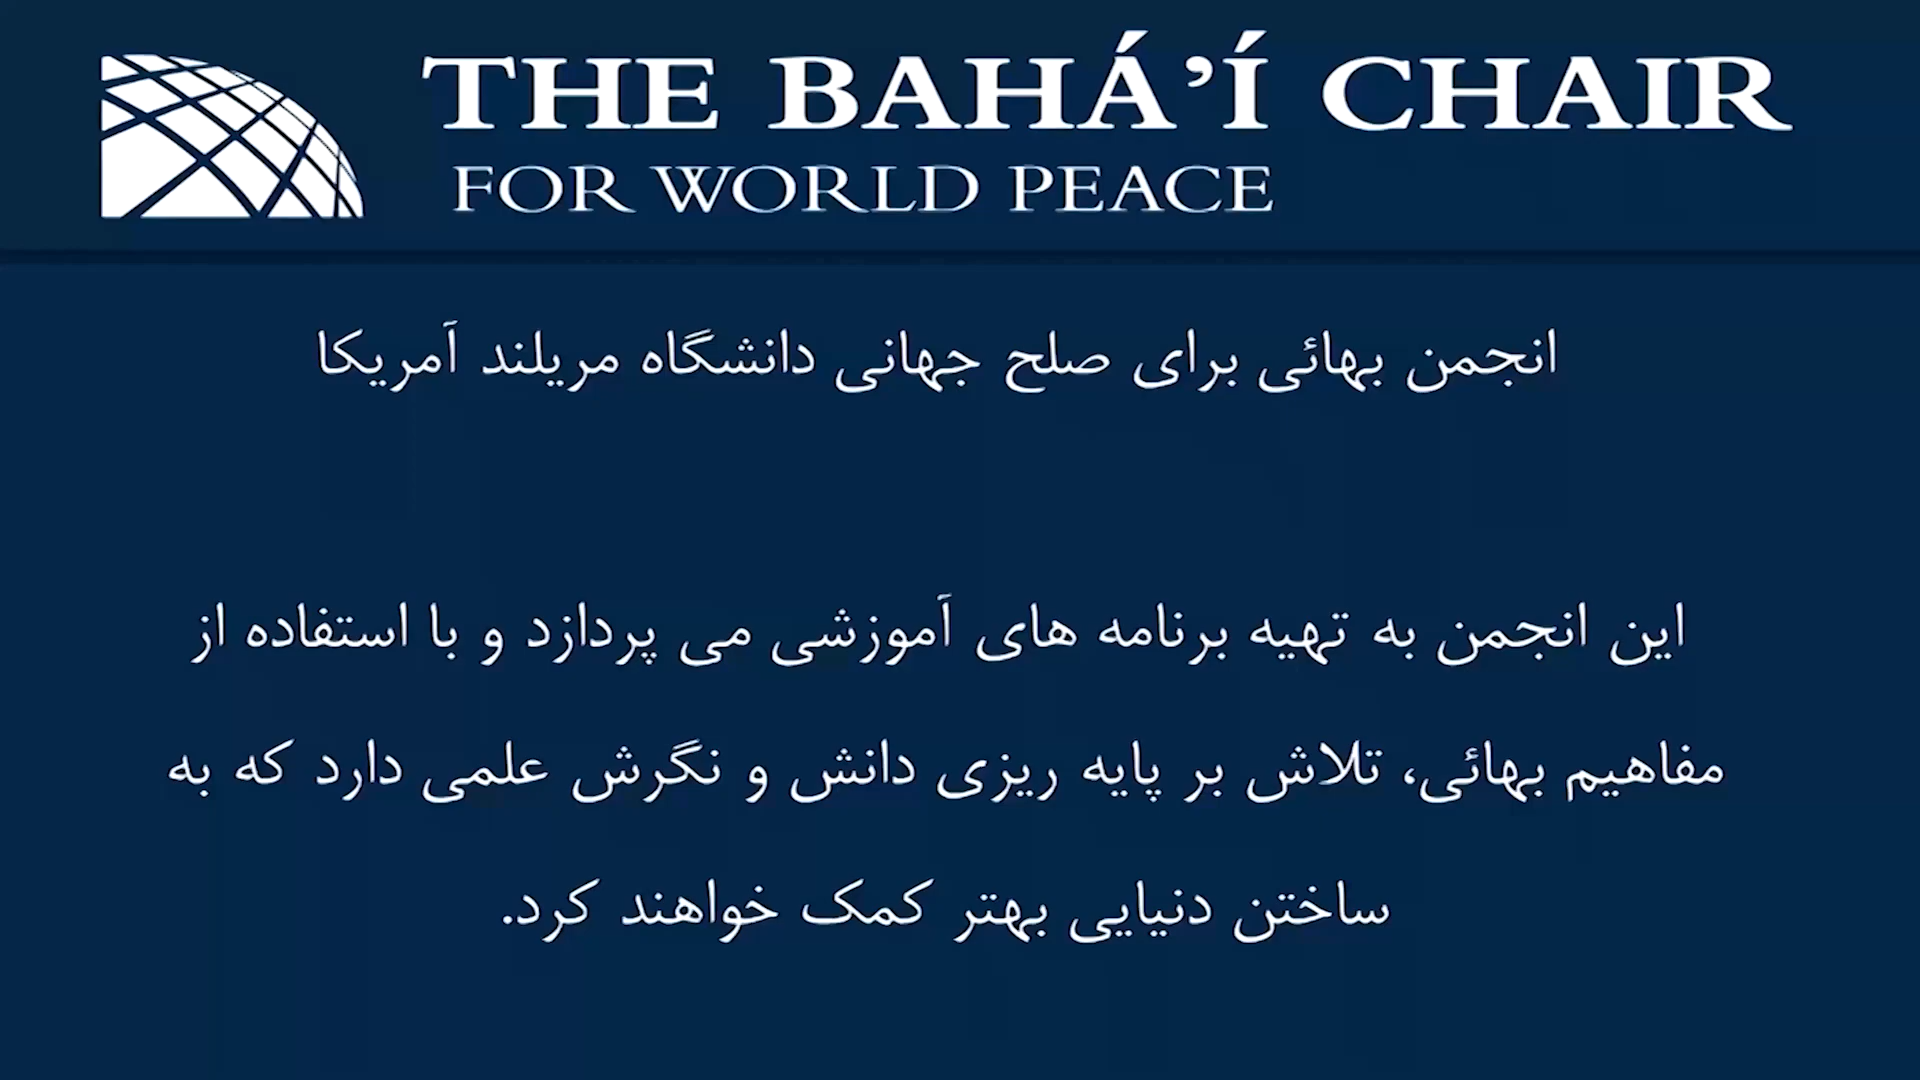 THE BAHÁ’Í CHAIR
FOR WORLD PEACE
انجمن بهائی برای صلح جهانی دانشگاه مریلند آمریکا
این انجمن به تهیه برنامه های آموزشی می پردازد و با استفاده از
مفاهیم بهائی، تلاش بر پایه ریزی دانش و نگرش علمی دارد که به
ساختن دنیایی بهتر کمک خواهند کرد.